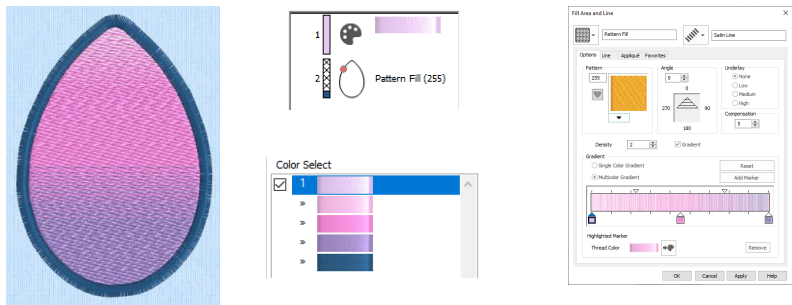 1
2 Pattern Fill (255)
Color Select
1
»
»
»
»
Fill Area and Line
Pattern Fill Satin Line
Options Line Appliqué Favorites
Pattern Angle Underlay
255 0 None
0 Low
Medium
270 90 High
Compensation
180 5
Density 2 Gradient
Gradient
Single Color Gradient Reset
Multicolor Gradient Add Marker
Highlighted Marker
Thread Color Remove
OK Cancel Apply Help